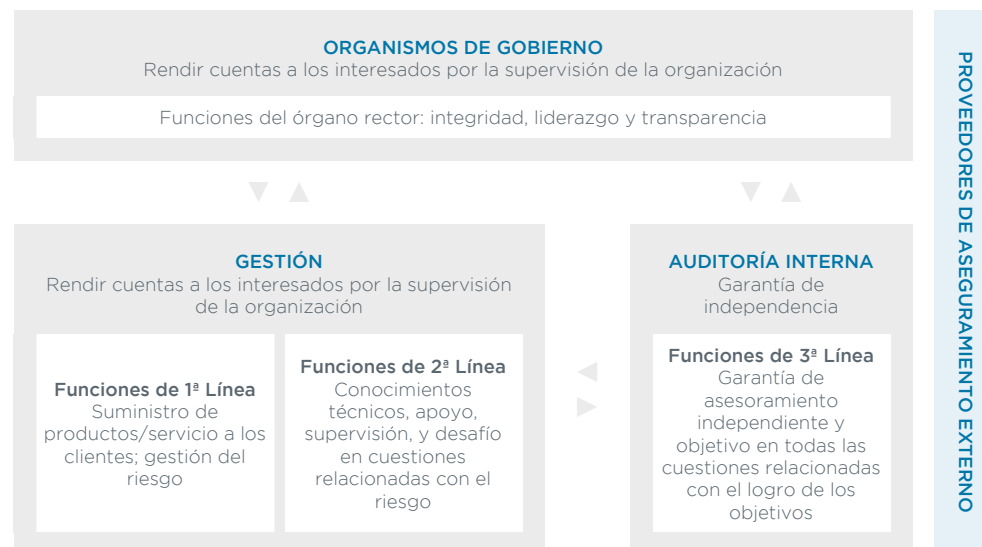 ORGANISMOS DE GOBIERNO
Rendir cuentas a los interesados por la supervisión de la organización
Funciones del órgano rector: integridad, liderazgo y transparencia
GESTIÓN
Rendir cuentas a los interesados por la supervisión
de la organización
Funciones de 1ª Línea
Suministro de
productos/servicio a los
clientes; gestión del
riesgo
Funciones de 2ª Línea
Conocimientos
técnicos, apoyo,
supervisión, y desafío
en cuestiones
relacionadas con el
riesgo
AUDITORÍA INTERNA
Garantía de
independencia
Funciones de 3ª Línea
Garantía de
asesoramiento
independiente y
objetivo en todas las
cuestiones relacionadas
con el logro de los
objetivos
PROVEEDORES DE ASEGURAMIENTO EXTERNO